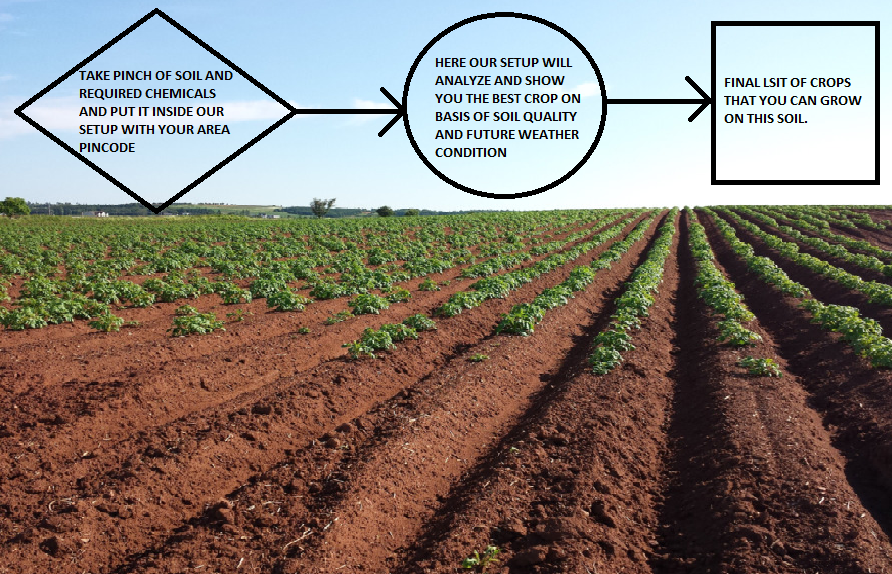 TAKE PINCH OF SOIL AND
REQUIRED CHEMICALS
AND PUT IT INSIDE OUR
SETUP WITH YOUR AREA
PINCODE
HERE OUR SETUP WILL
ANALYZE AND SHOW
YOU THE BEST CROP ON
BASIS OF SOIL QUALITY
AND FUTURE WEATHER
CONDITION
FINAL LSIT OF CROPS
THAT YOU CAN GROW
ON THIS SOIL.